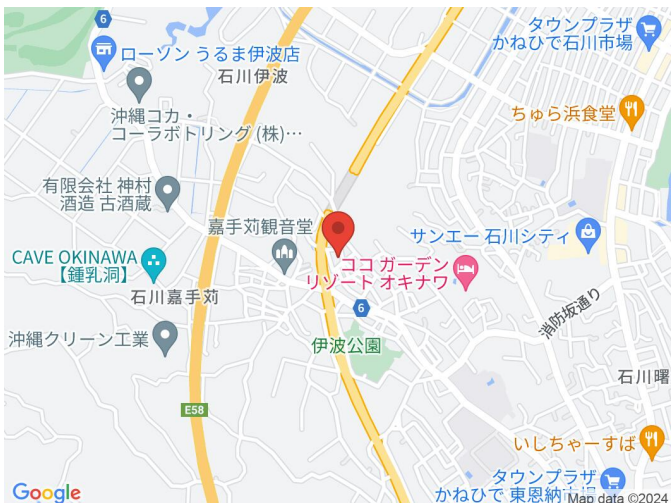 6
タウンプラザ
かねひで石川市場
ローソン うるま伊波店
石川伊波
沖縄コカ・
コーラボトリング (株)…
ちゅら浜食堂
有限会社 神村
酒造 古酒蔵
嘉手苅観音堂
サンエー 石川シティ
CAVE OKINAWA
【鍾乳洞】
ココ ガーデン
リゾート オキナワ
石川嘉手苅
6
消防坂通り
沖縄クリーン工業
伊波公園
石川曙
E58
いしちゃーすば
タウンプラザ
かねひで 東恩納市場
Google
Map data ©2024